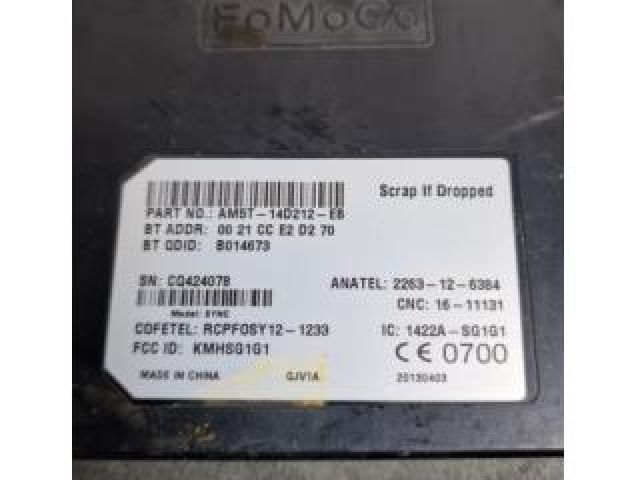 FoMoCo
Scrap If Dropped
PART NO.: AM5T-14D212-EB
BT ADDR: 00 21 CC E2 D2 70
BT QDID: B014673
SN: CQ424078
ANATEL: 2263-12-6384
Model: SYNC
CNC: 16-11131
COFETEL: RCPFOSY12-1233
IC: 1422A-SG1G1
FCC ID: KMHSG1G1
CE 0700
MADE IN CHINA
GJV1A
20130403